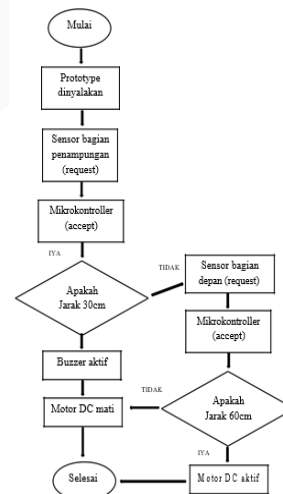 Mulai
Prototype
dinyalakan
Sensor bagian
penampungan
(request)
Mikrokontroller
(accept)
IYA
Apakah
Jarak 30cm
TIDAK
Sensor bagian
depan (request)
Mikrokontroller
(accept)
Buzzer aktif
Apakah
Jarak 60cm
TIDAK
Motor DC mati
IYA
Motor DC aktif
Selesai